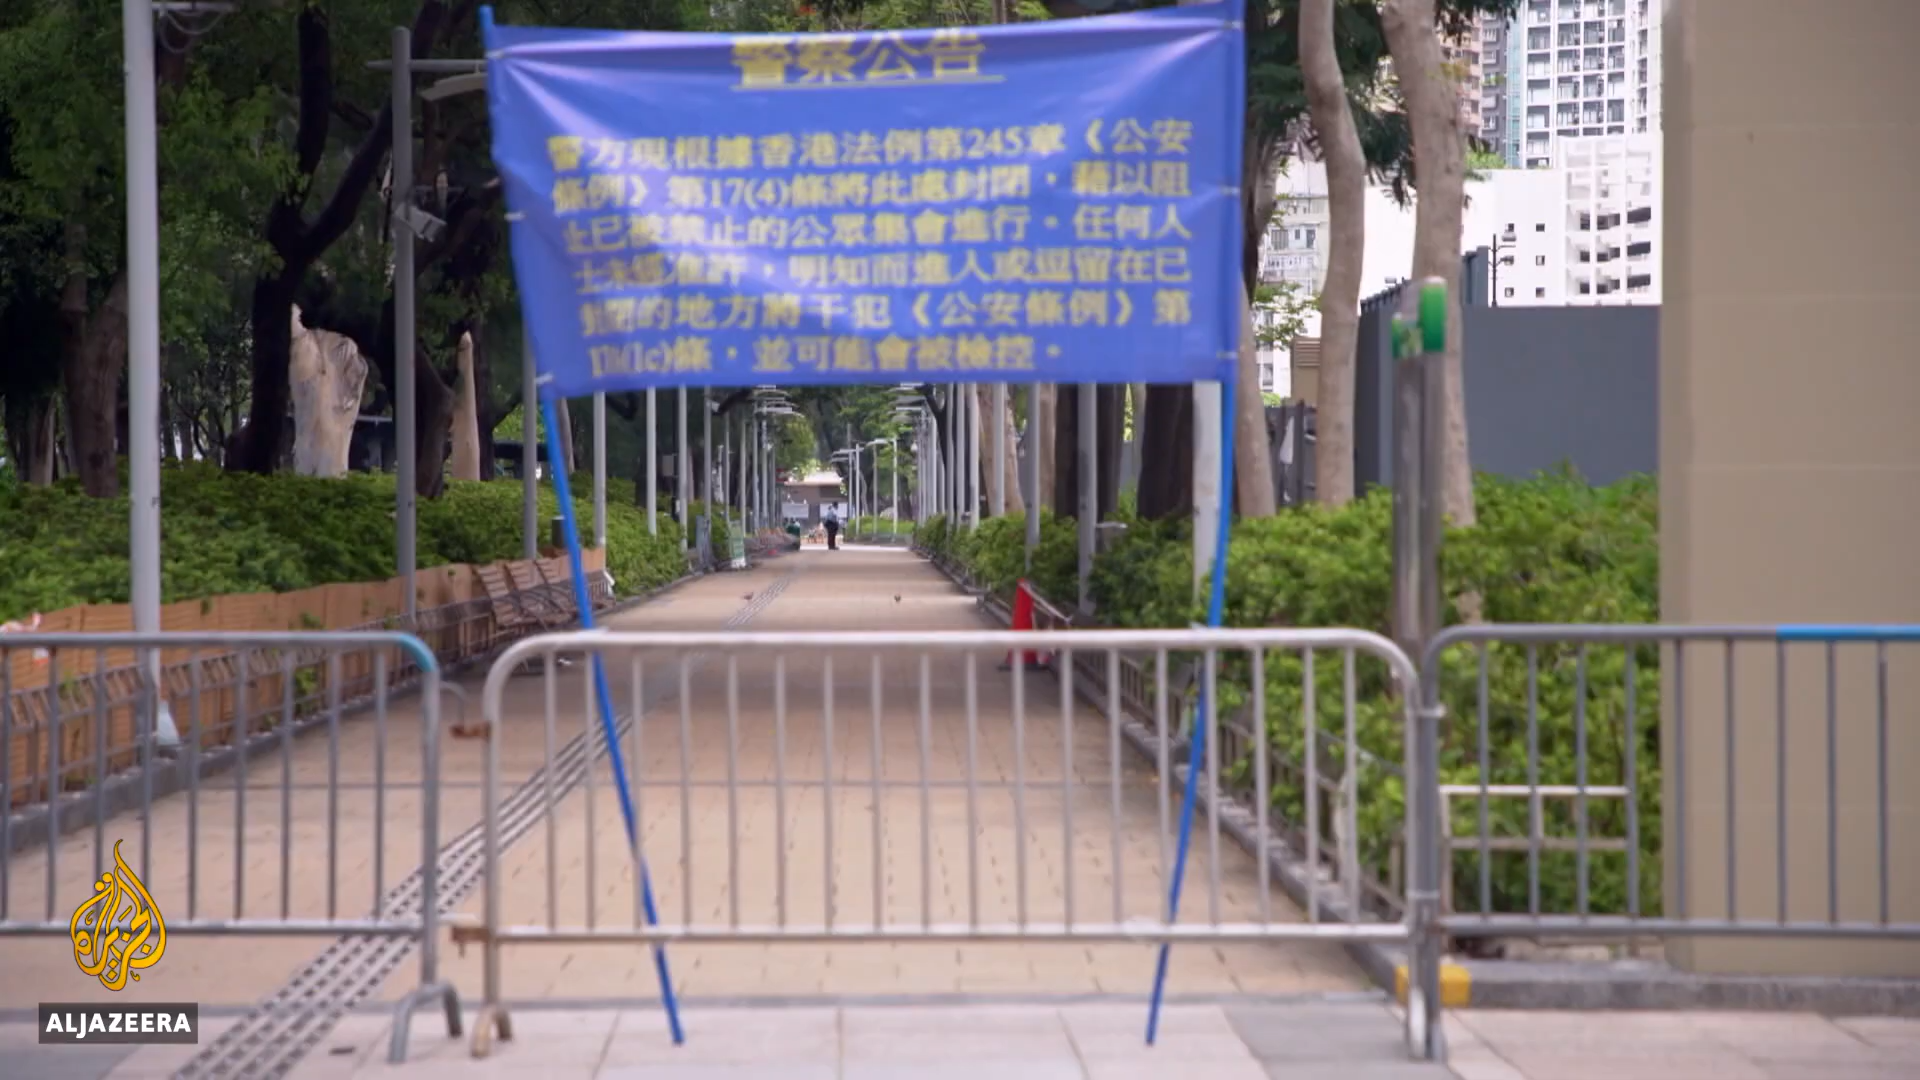 警察公告
警方現根據香港法例第245章《公安
條例》第17(4)條將此處封閉，藉以阻
止已被禁止的公眾集會進行。任何人
士未經准許，明知而進入或逗留在已
封閉的地方將干犯《公安條例》第
條，並可能會被檢控。
الجزيرة
ALJAZEERA